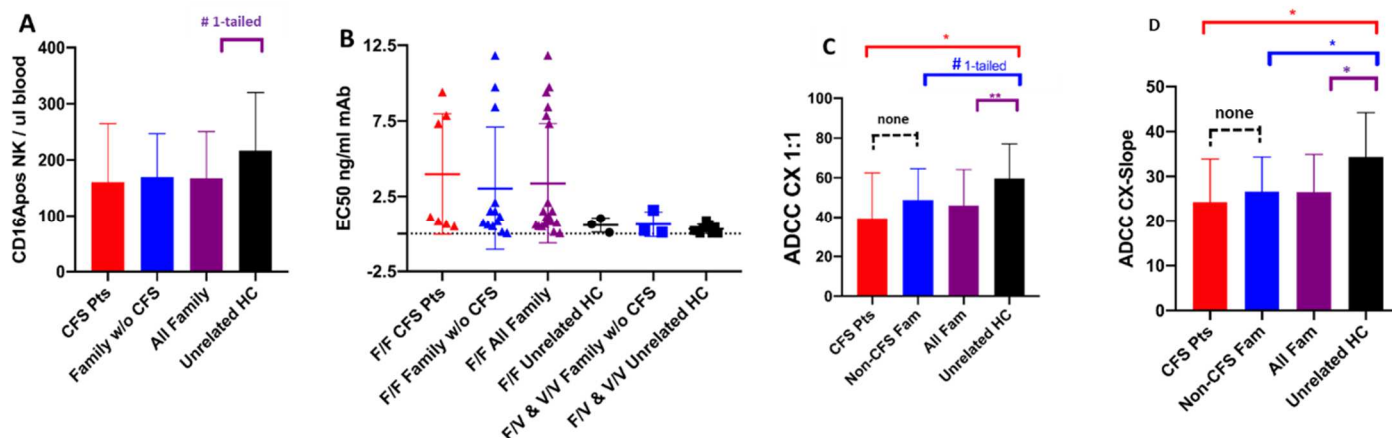 A
# 1-tailed
CD16Apos NK / ul blood
400
300
200
100
0
CFS Pts
Family w/o CFS
All Family
Unrelated HC
B
EC50 ng/ml mAb
12.5
7.5
2.5
-2.5
F/F CFS Pts
F/F Family w/o CFS
F/F All Family
F/F Unrelated HC
F/V & V/V Family w/o CFS
F/V & V/V Unrelated HC
C
*
# 1-tailed
**
none
ADCC CX 1:1
100
80
60
40
20
0
CFS Pts
Non-CFS Fam
All Fam
Unrelated HC
D
*
*
*
none
ADCC CX-Slope
50
40
30
20
10
0
CFS Pts
Non-CFS Fam
All Fam
Unrelated HC